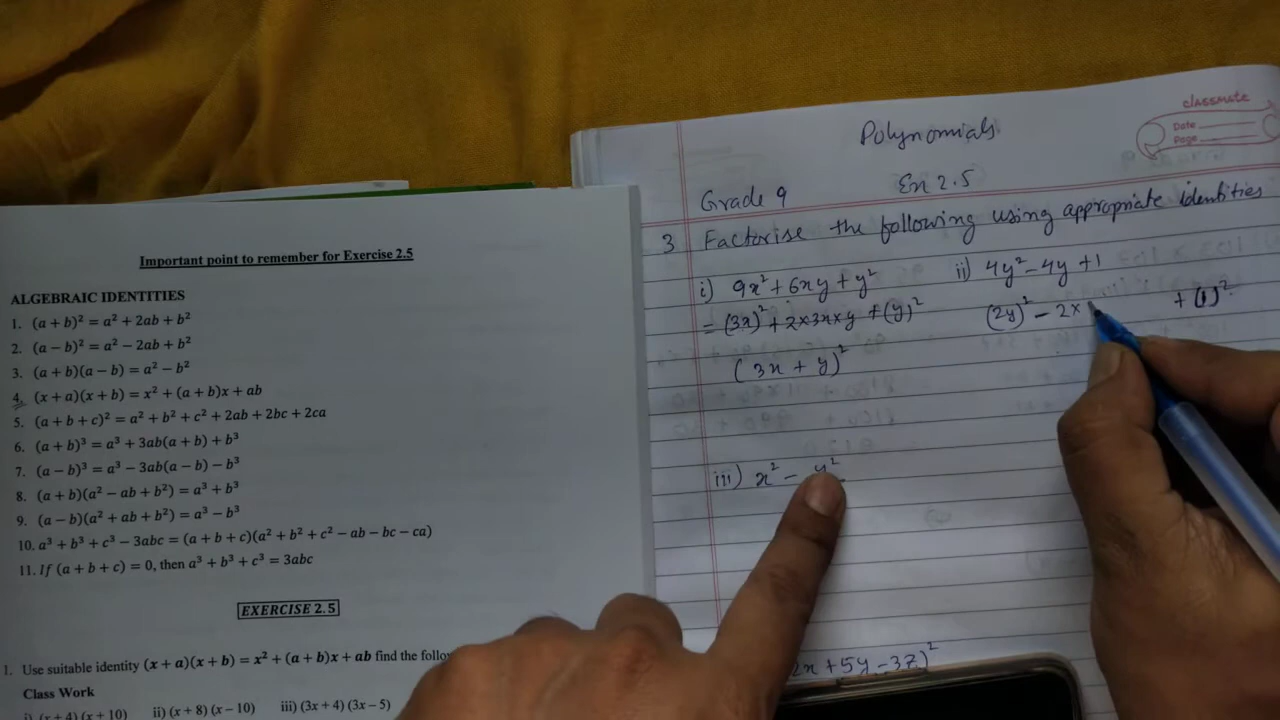 Important point to remember for Exercise 2.5
ALGEBRAIC IDENTITIES
1. (a + b)² = a² + 2ab + b²
2. (a − b)² = a² − 2ab + b²
3. (a + b)(a − b) = a² − b²
4. (x + a)(x + b) = x² + (a + b)x + ab
5. (a + b + c)² = a² + b² + c² + 2ab + 2bc + 2ca
6. (a + b)³ = a³ + 3ab(a + b) + b³
7. (a − b)³ = a³ − 3ab(a − b) − b³
8. (a + b)(a² − ab + b²) = a³ + b³
9. (a − b)(a² + ab + b²) = a³ − b³
10. a³ + b³ + c³ − 3abc = (a + b + c)(a² + b² + c² − ab − bc − ca)
11. If (a + b + c) = 0, then a³ + b³ + c³ = 3abc
EXERCISE 2.5
1. Use suitable identity (x + a)(x + b) = x² + (a + b)x + ab find the
Class Work
i) (x + 4) (x + 10) ii) (x + 8) (x − 10) iii) (3x + 4) (3x − 5)
classmate
Date
Page
Polynomials
Grade 9 Ex 2.5
3 Factorise the following using appropriate identities
i) 9x² + 6xy + y² ii) 4y² − 4y + 1
= (3x)² + 2×3x×y + (y)² (2y)² − 2× + (1)²
(3x + y)²
iii) x² − y²
2x + 5y − 3z)²